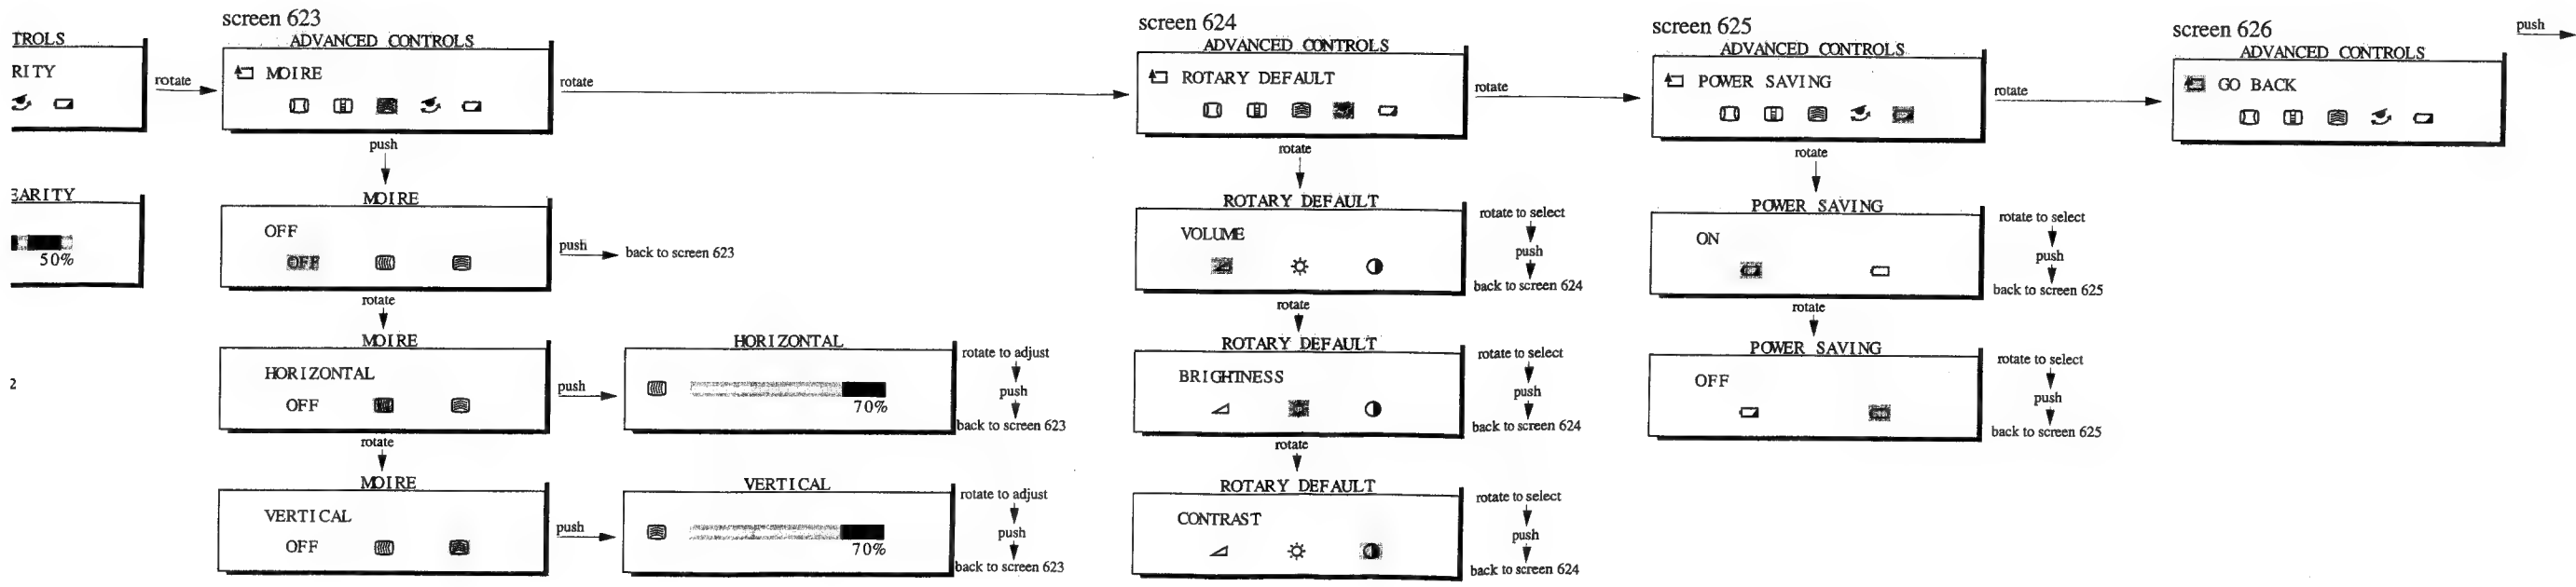 TROLS
RITY
rotate
3ARITY
50%
2
screen 623
ADVANCED CONTROLS
MOIRE
rotate
push
MOIRE
OFF
OFF
push
back to screen 623
rotate
MOIRE
HORIZONTAL
OFF
push
HORIZONTAL
70%
rotate to adjust
push
back to screen 623
rotate
MOIRE
VERTICAL
OFF
push
VERTICAL
70%
rotate to adjust
push
back to screen 623
screen 624
ADVANCED CONTROLS
ROTARY DEFAULT
rotate
rotate
ROTARY DEFAULT
VOLUME
rotate to select
push
back to screen 624
rotate
ROTARY DEFAULT
BRIGHTNESS
rotate to select
push
back to screen 624
rotate
ROTARY DEFAULT
CONTRAST
rotate to select
push
back to screen 624
screen 625
ADVANCED CONTROLS
POWER SAVING
rotate
rotate
POWER SAVING
ON
rotate to select
push
back to screen 625
rotate
POWER SAVING
OFF
rotate to select
push
back to screen 625
screen 626
ADVANCED CONTROLS
GO BACK
push